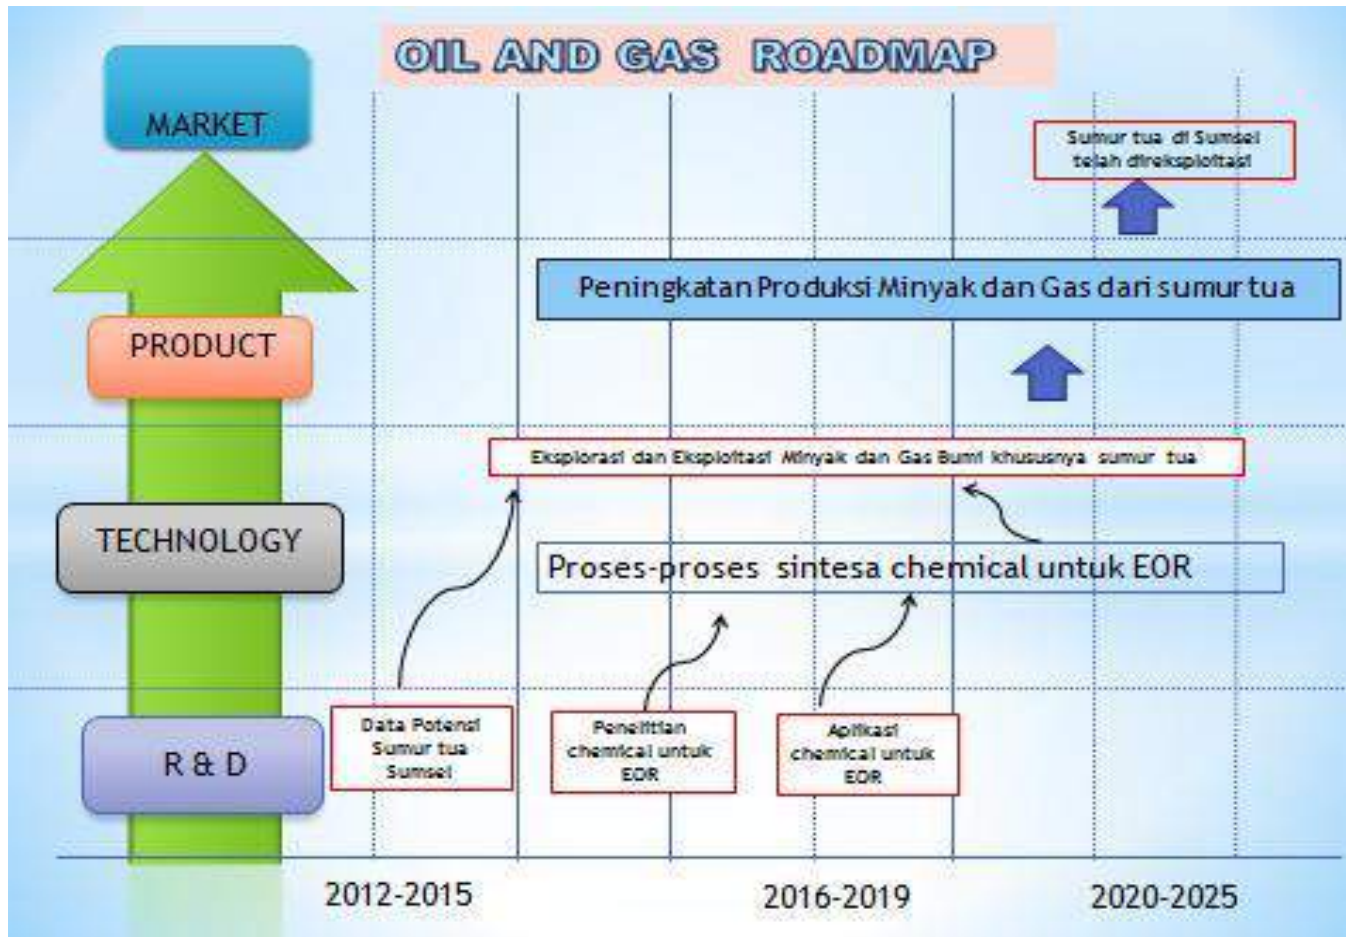 OIL AND GAS ROADMAP
MARKET
Sumur tua di Sumsel
telah direksploitasi
Peningkatan Produksi Minyak dan Gas dari sumur tua
PRODUCT
Eksplorasi dan Eksploitasi Minyak dan Gas Bumi khususnya sumur tua
TECHNOLOGY
Proses-proses sintesa chemical untuk EOR
R & D
Data Potensi
Sumur tua
Sumsel
Penelitian
chemical untuk
EOR
Aplikasi
chemical untuk
EOR
2012-2015
2016-2019
2020-2025